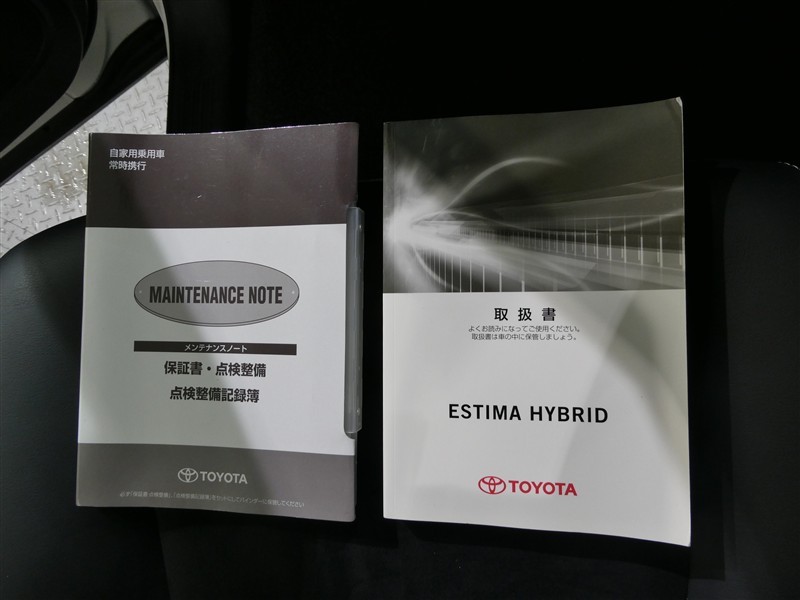 自家用乗用車
常時携行
MAINTENANCE NOTE
メンテナンスノート
保証書・点検整備
点検整備記録簿
TOYOTA
取扱書
よくお読みになってご使用ください。
取扱書は車の中に保管しましょう。
ESTIMA HYBRID
TOYOTA